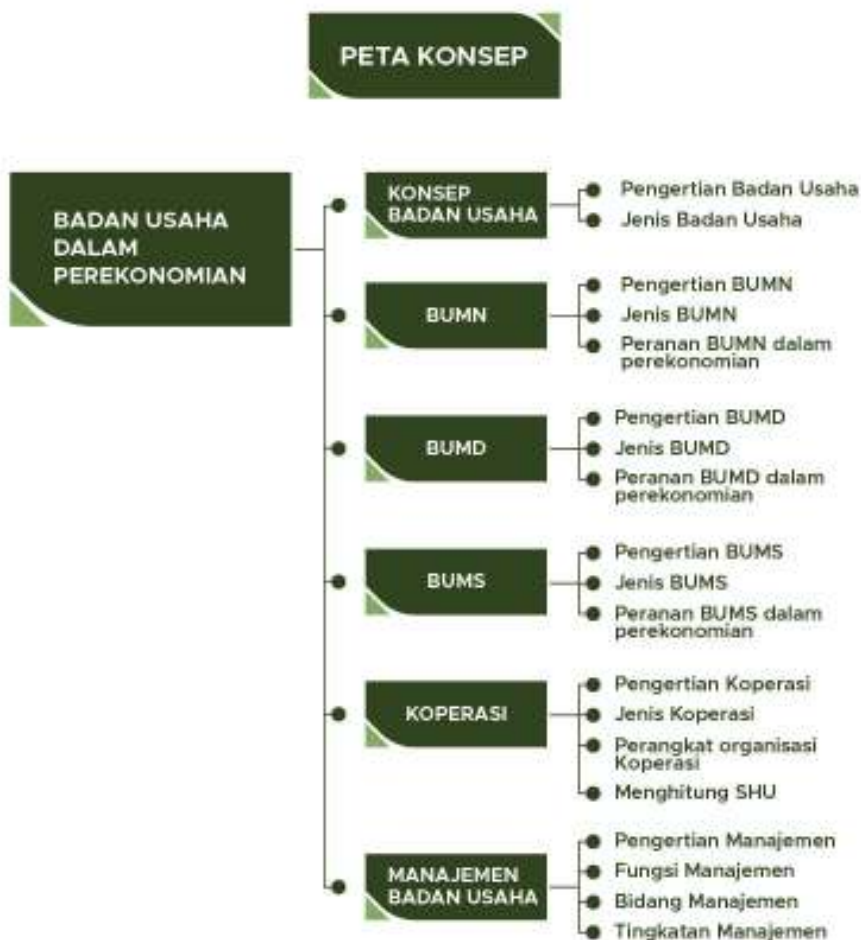 PETA KONSEP
BADAN USAHA
DALAM
PEREKONOMIAN
KONSEP
BADAN USAHA
Pengertian Badan Usaha
Jenis Badan Usaha
BUMN
Pengertian BUMN
Jenis BUMN
Peranan BUMN dalam
perekonomian
BUMD
Pengertian BUMD
Jenis BUMD
Peranan BUMD dalam
perekonomian
BUMS
Pengertian BUMS
Jenis BUMS
Peranan BUMS dalam
perekonomian
KOPERASI
Pengertian Koperasi
Jenis Koperasi
Perangkat organisasi
Koperasi
Menghitung SHU
MANAJEMEN
BADAN USAHA
Pengertian Manajemen
Fungsi Manajemen
Bidang Manajemen
Tingkatan Manajemen